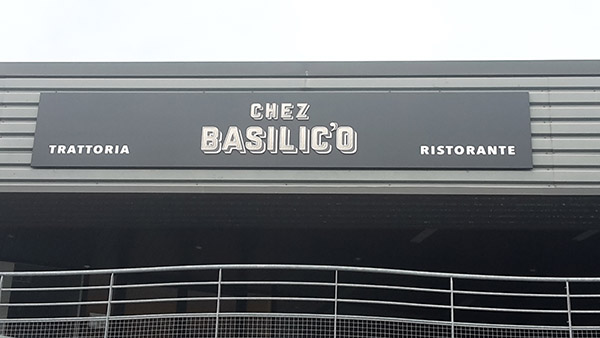 CHEZ
BASILIC'O
TRATTORIA
RISTORANTE